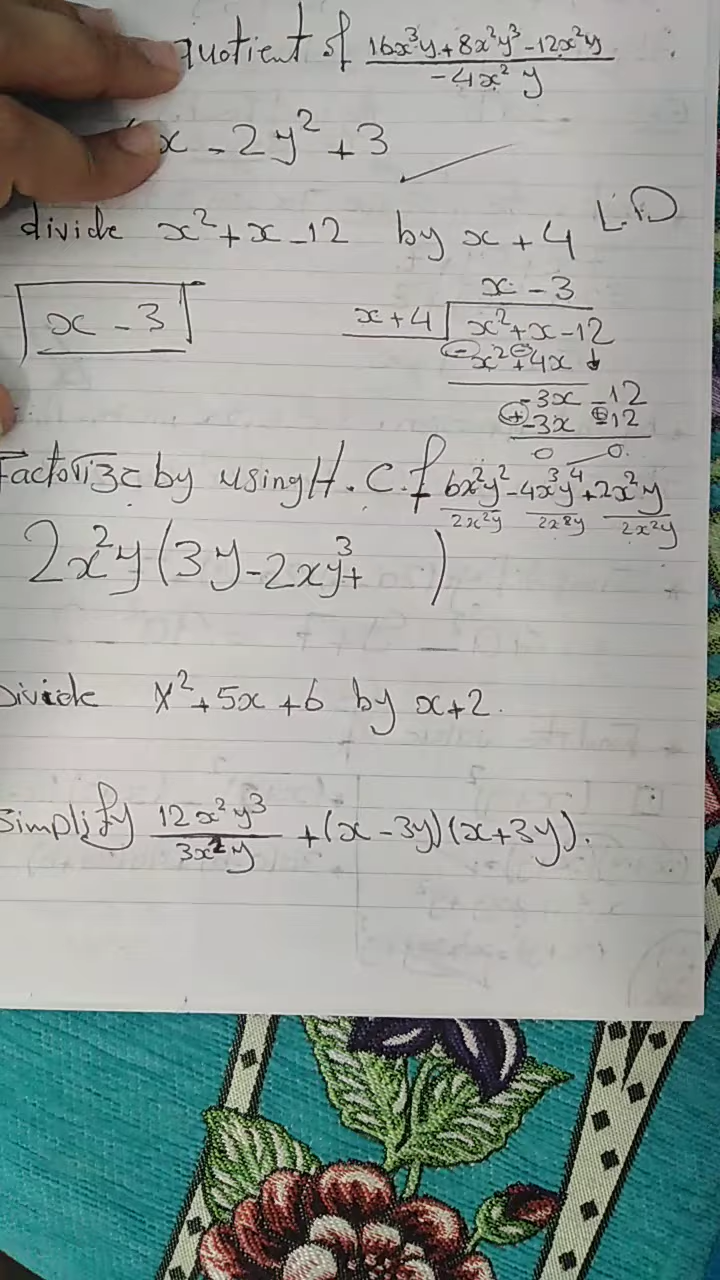 quotient of (16x³y + 8x²y³ - 12x²y) / (-4x²y)
x - 2y² + 3
divide x² + x - 12 by x + 4 L.D
x - 3
x - 3
x + 4 x² + x - 12
x² + 4x
-3x - 12
-3x - 12
0 0
Factorize by using H.C.f 6x²y² - 4x³y⁴ + 2x²y
2x²y 2x²y 2x²y
2x²y(3y - 2xy³ + )
Divide x² + 5x + 6 by x + 2.
Simplify 12x²y³ / 3x²y + (x - 3y)(x + 3y).